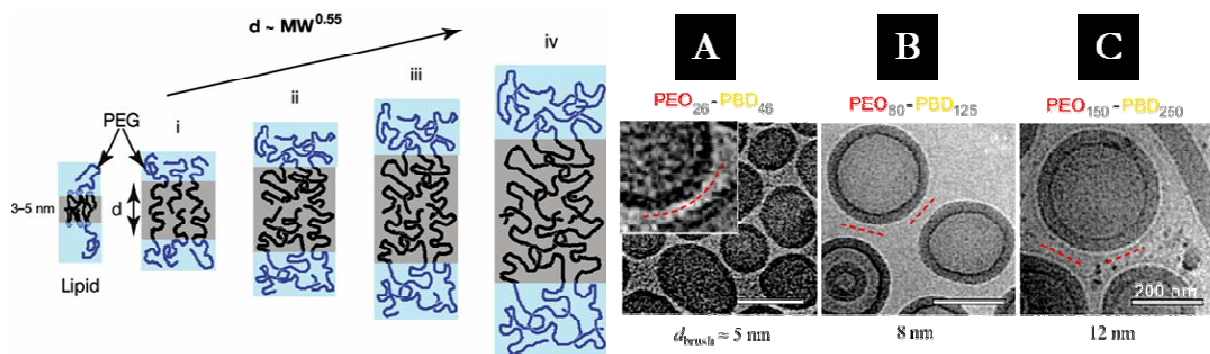 d ~ MW^0.55
PEG
i
ii
iii
iv
3–5 nm
d
Lipid
A
B
C
PEO26-PBD46
PEO80-PBD125
PEO150-PBD250
200 nm
dbrush ≈ 5 nm
8 nm
12 nm